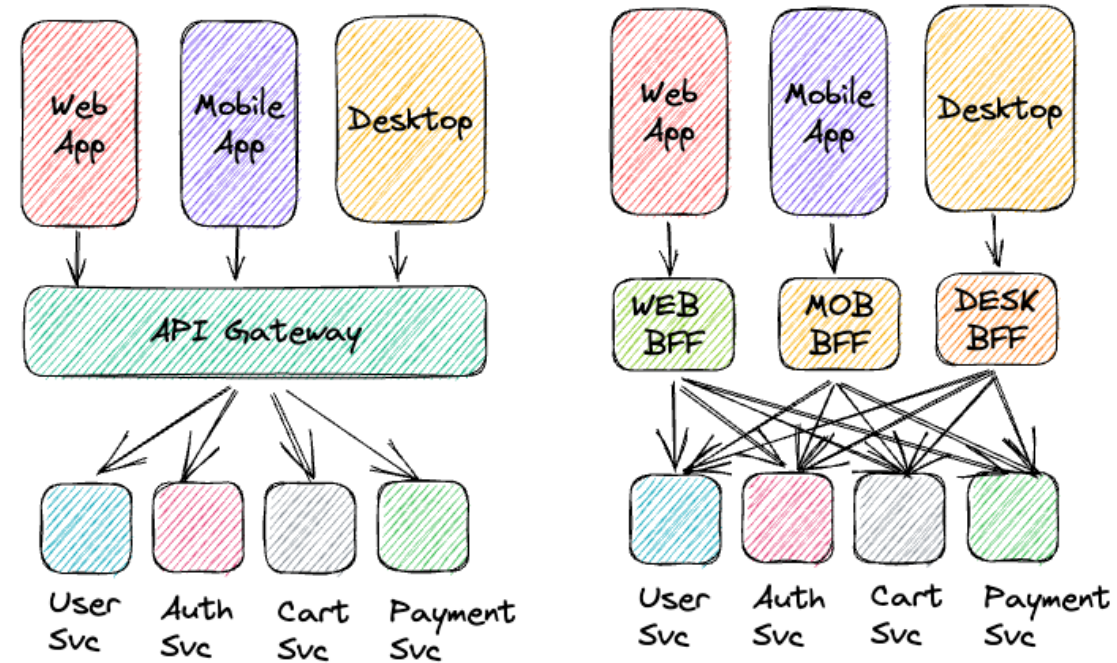 Web
App
Mobile
App
Desktop
API Gateway
User
Svc
Auth
Svc
Cart
Svc
Payment
Svc
Web
App
Mobile
App
Desktop
WEB
BFF
MOB
BFF
DESK
BFF
User
Svc
Auth
Svc
Cart
Svc
Payment
Svc